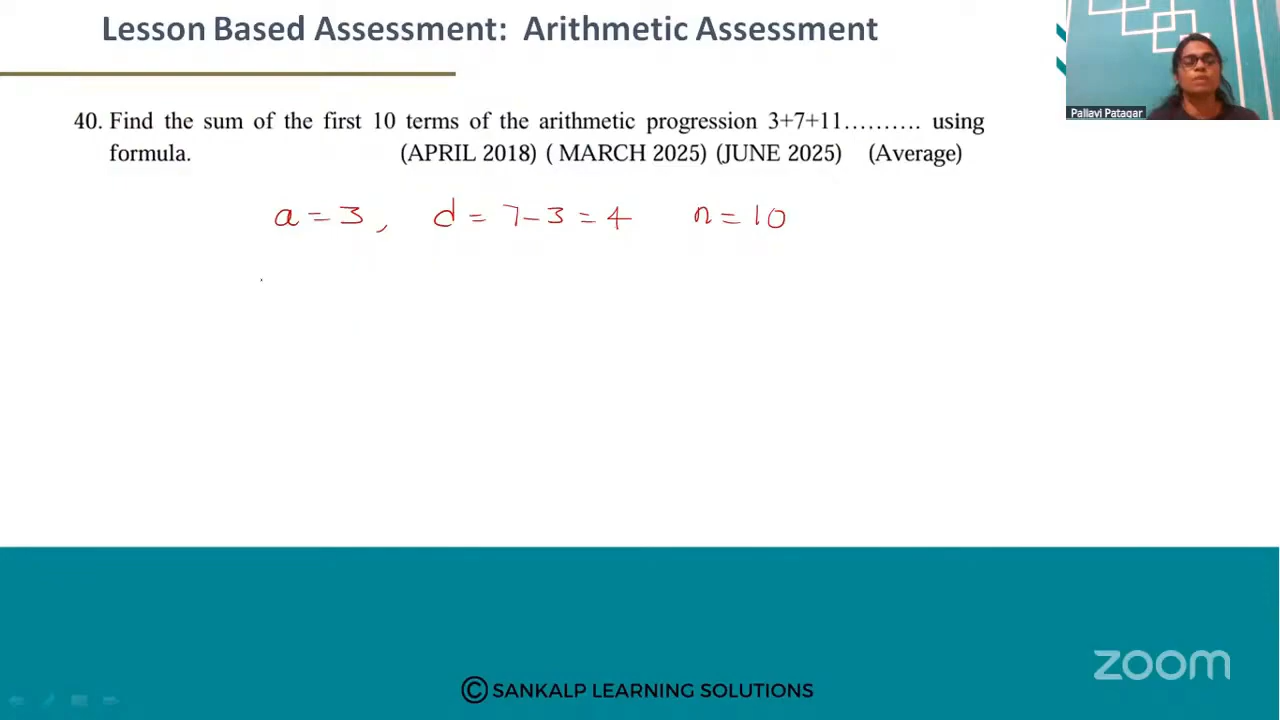 Lesson Based Assessment: Arithmetic Assessment
40. Find the sum of the first 10 terms of the arithmetic progression 3+7+11.......... using
formula. (APRIL 2018) ( MARCH 2025) (JUNE 2025) (Average)
a = 3, d = 7 - 3 = 4 n = 10
Pallavi Patagar
zoom
© SANKALP LEARNING SOLUTIONS